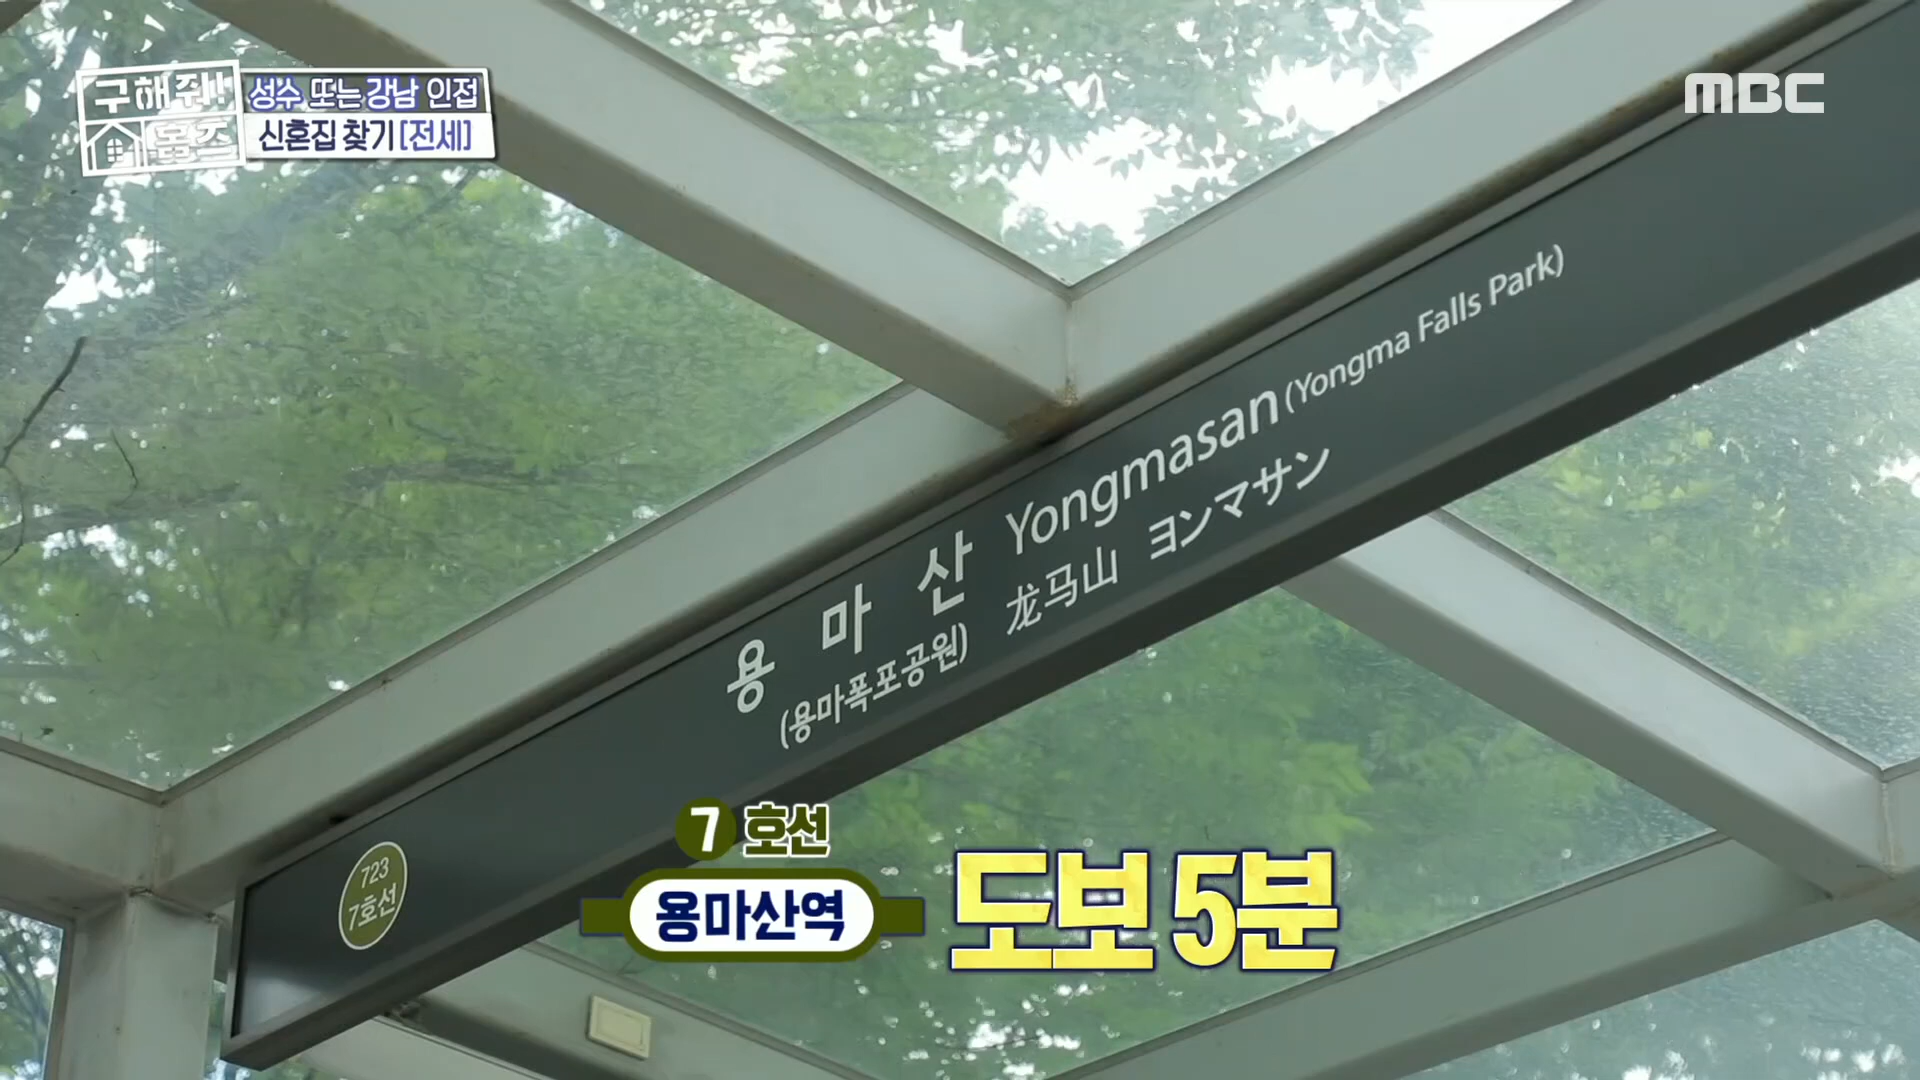 구해줘! 홈즈
성수 또는 강남 인접
신혼집 찾기 [전세]
MBC
용마산 Yongmasan (Yongma Falls Park)
(용마폭포공원) 龙马山 ヨンマサン
723
7호선
7 호선
용마산역 도보 5분